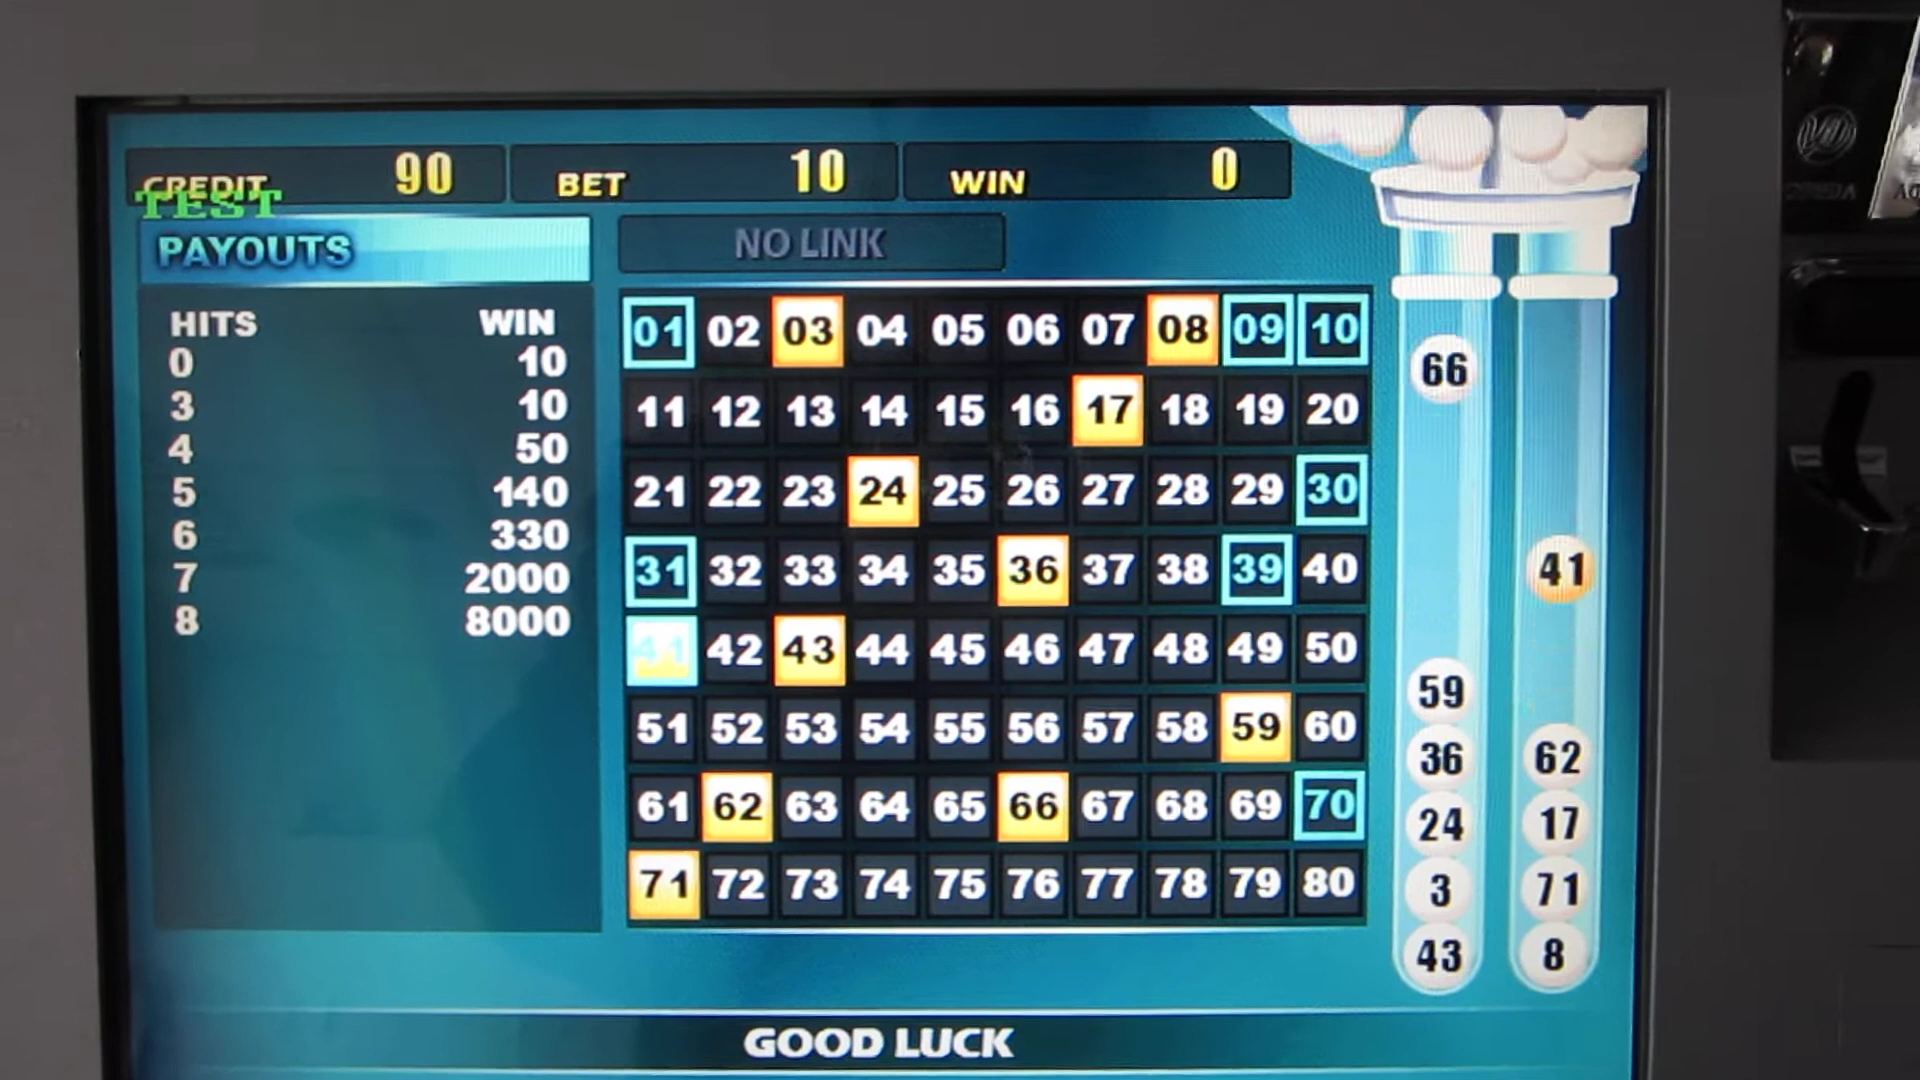 CREDIT 90 BET 10 WIN 0
TEST
PAYOUTS
NO LINK
HITS WIN
0 10
3 10
4 50
5 140
6 330
7 2000
8 8000
01 02 03 04 05 06 07 08 09 10
11 12 13 14 15 16 17 18 19 20
21 22 23 24 25 26 27 28 29 30
31 32 33 34 35 36 37 38 39 40
41 42 43 44 45 46 47 48 49 50
51 52 53 54 55 56 57 58 59 60
61 62 63 64 65 66 67 68 69 70
71 72 73 74 75 76 77 78 79 80
66
41
59
36 62
24 17
3 71
43 8
GOOD LUCK